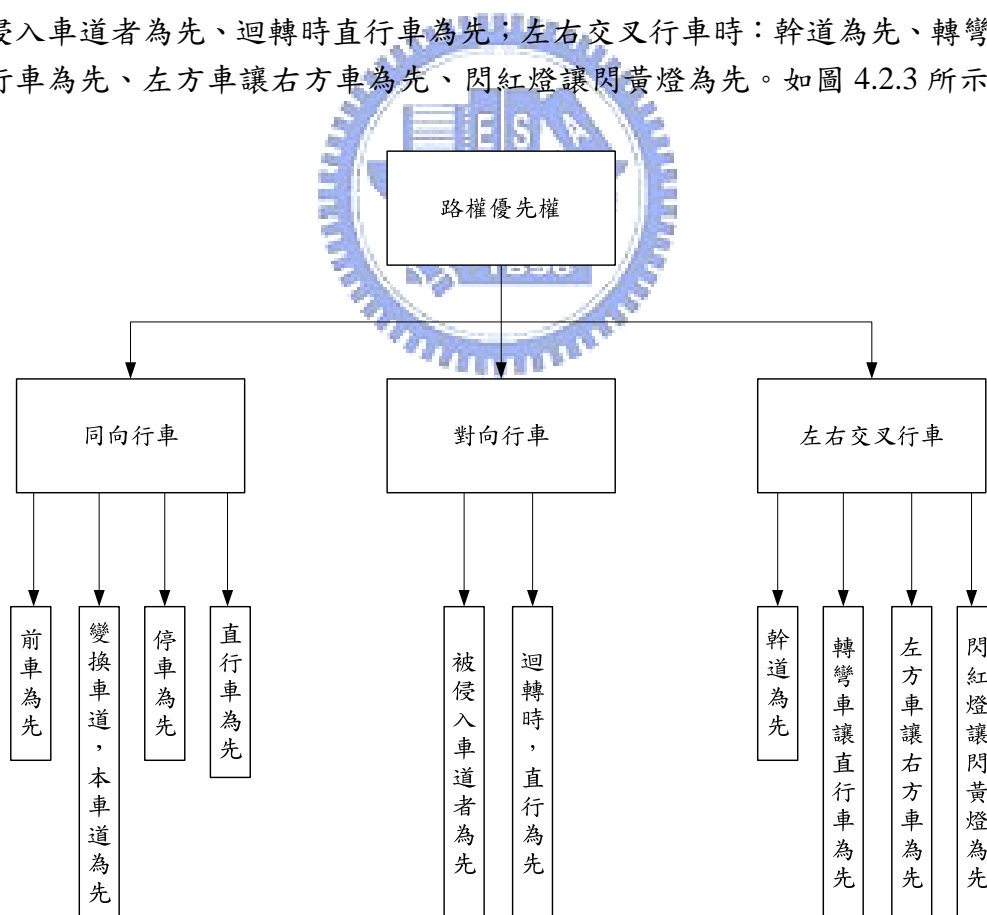 侵入車道者為先、迴轉時直行車為先；左右交叉行車時：幹道為先、轉彎
行車為先、左方車讓右方車為先、閃紅燈讓閃黃燈為先。如圖 4.2.3 所示
E S A
路權優先權
1896
同向行車
對向行車
左右交叉行車
前車為先
變換車道，本車道為先
停車為先
直行車為先
被侵入車道者為先
迴轉時，直行為先
幹道為先
轉彎車讓直行車為先
左方車讓右方車為先
閃紅燈讓閃黃燈為先